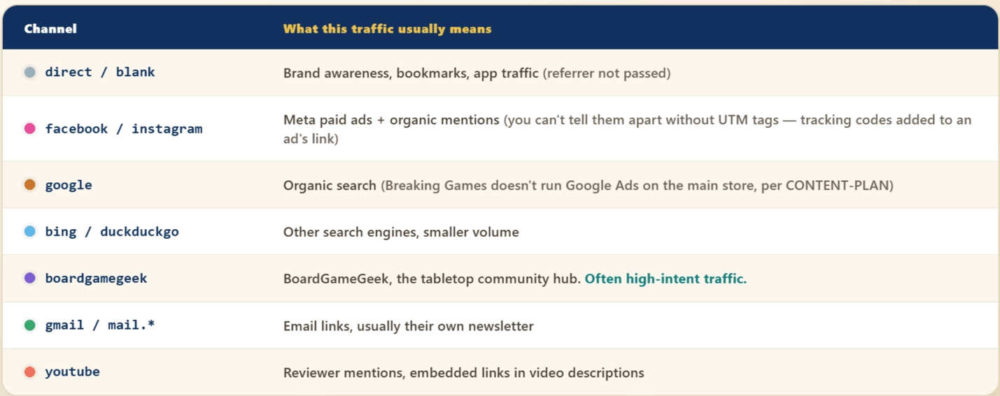 Channel
What this traffic usually means
direct / blank
Brand awareness, bookmarks, app traffic (referrer not passed)
facebook / instagram
Meta paid ads + organic mentions (you can't tell them apart without UTM tags — tracking codes added to an
ad's link)
google
Organic search (Breaking Games doesn't run Google Ads on the main store, per CONTENT-PLAN)
bing / duckduckgo
Other search engines, smaller volume
boardgamegeek
BoardGameGeek, the tabletop community hub. Often high-intent traffic.
gmail / mail.*
Email links, usually their own newsletter
youtube
Reviewer mentions, embedded links in video descriptions